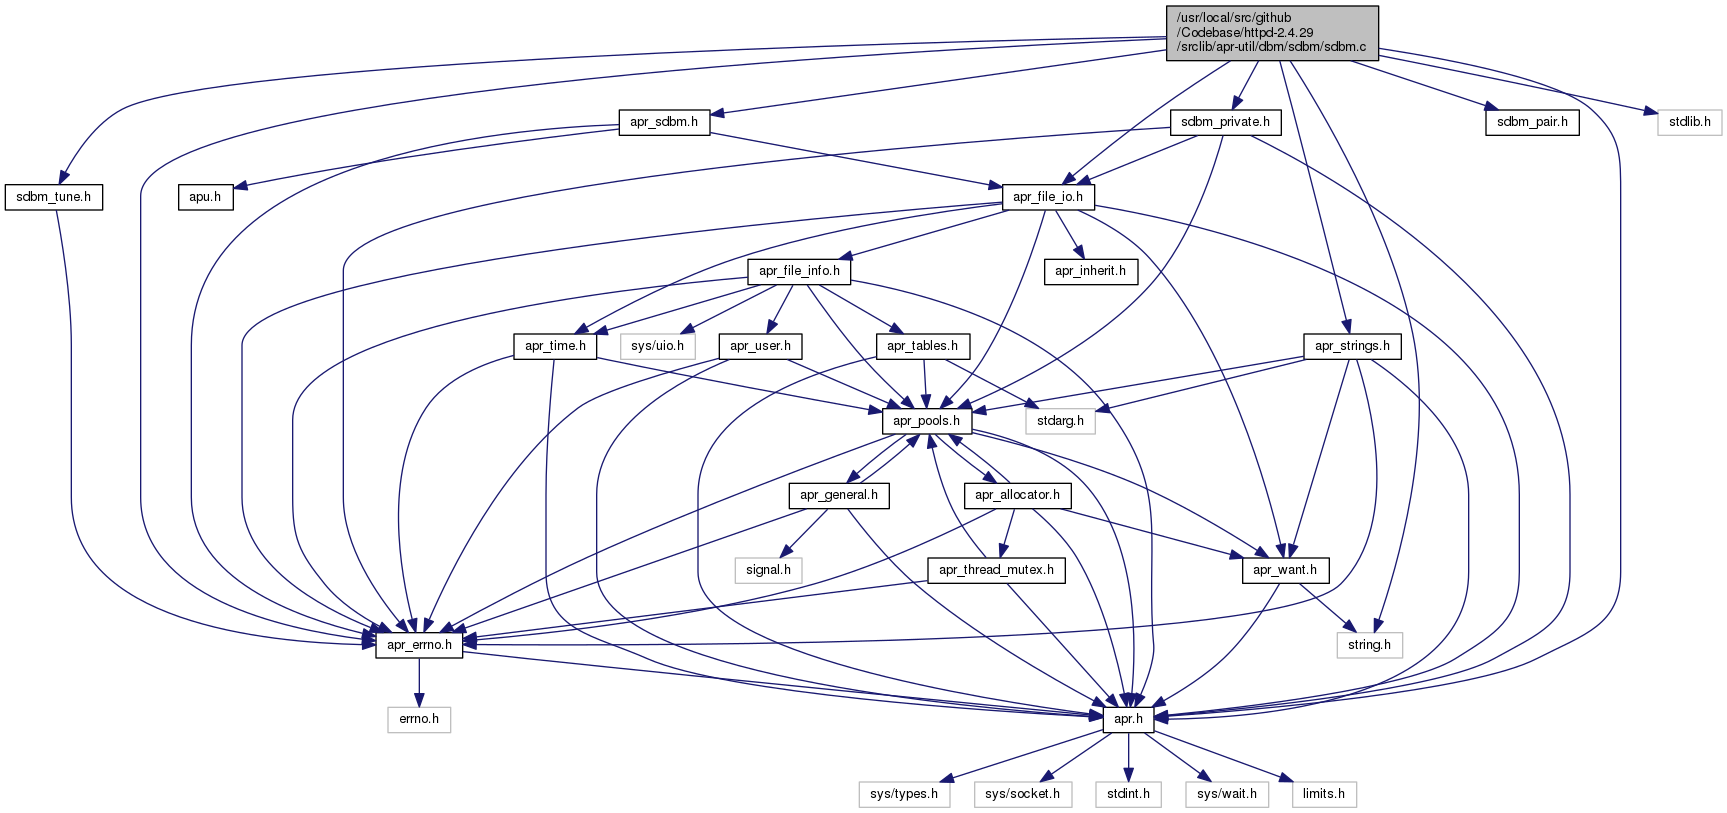 /usr/local/src/github
/Codebase/httpd-2.4.29
/srclib/apr-util/dbm/sdbm/sdbm.c
apr_sdbm.h
sdbm_private.h
sdbm_pair.h
stdlib.h
sdbm_tune.h
apu.h
apr_file_io.h
apr_file_info.h
apr_inherit.h
apr_time.h
sys/uio.h
apr_user.h
apr_tables.h
apr_strings.h
apr_pools.h
stdarg.h
apr_general.h
apr_allocator.h
signal.h
apr_thread_mutex.h
apr_want.h
apr_errno.h
string.h
errno.h
apr.h
sys/types.h
sys/socket.h
stdint.h
sys/wait.h
limits.h